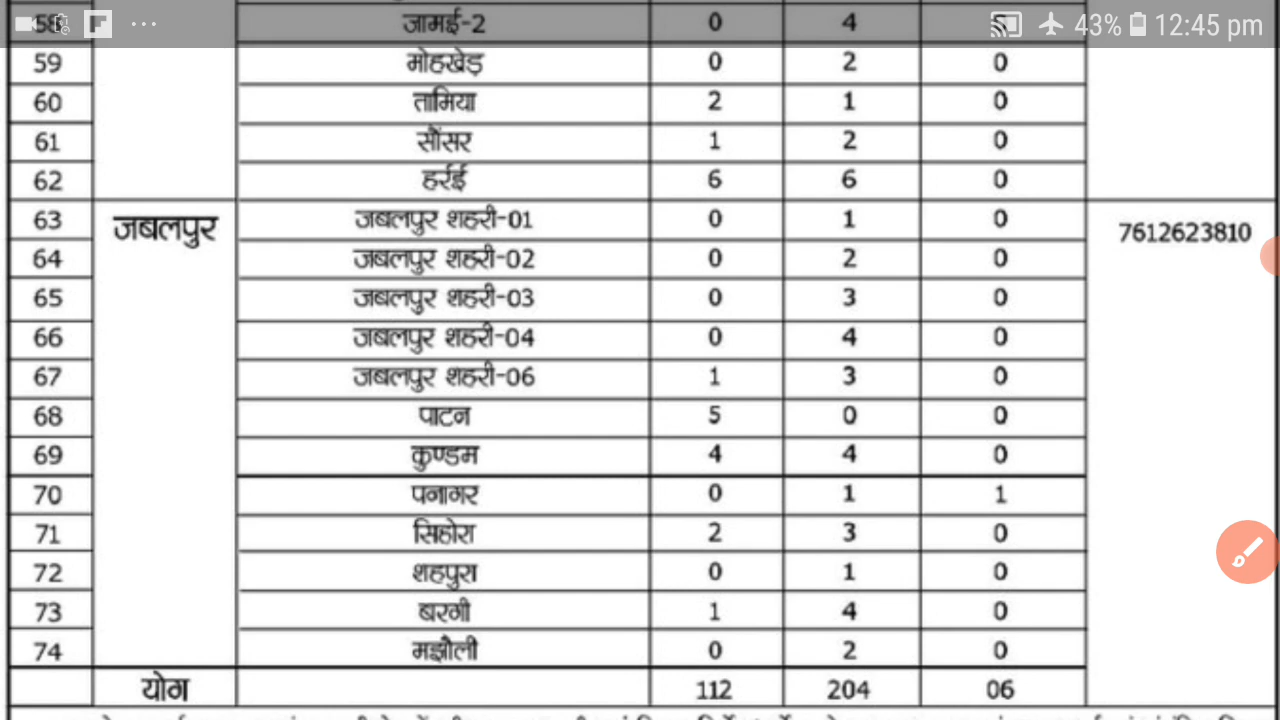 43% 12:45 pm
58 जामई-2 0 4 5
59 मोहखेड़ 0 2 0
60 तामिया 2 1 0
61 सौंसर 1 2 0
62 हर्रई 6 6 0
63 जबलपुर जबलपुर शहरी-01 0 1 0 7612623810
64 जबलपुर शहरी-02 0 2 0
65 जबलपुर शहरी-03 0 3 0
66 जबलपुर शहरी-04 0 4 0
67 जबलपुर शहरी-06 1 3 0
68 पाटन 5 0 0
69 कुण्डम 4 4 0
70 पनागर 0 1 1
71 सिहोरा 2 3 0
72 शहपुरा 0 1 0
73 बरगी 1 4 0
74 मझौली 0 2 0
योग 112 204 06